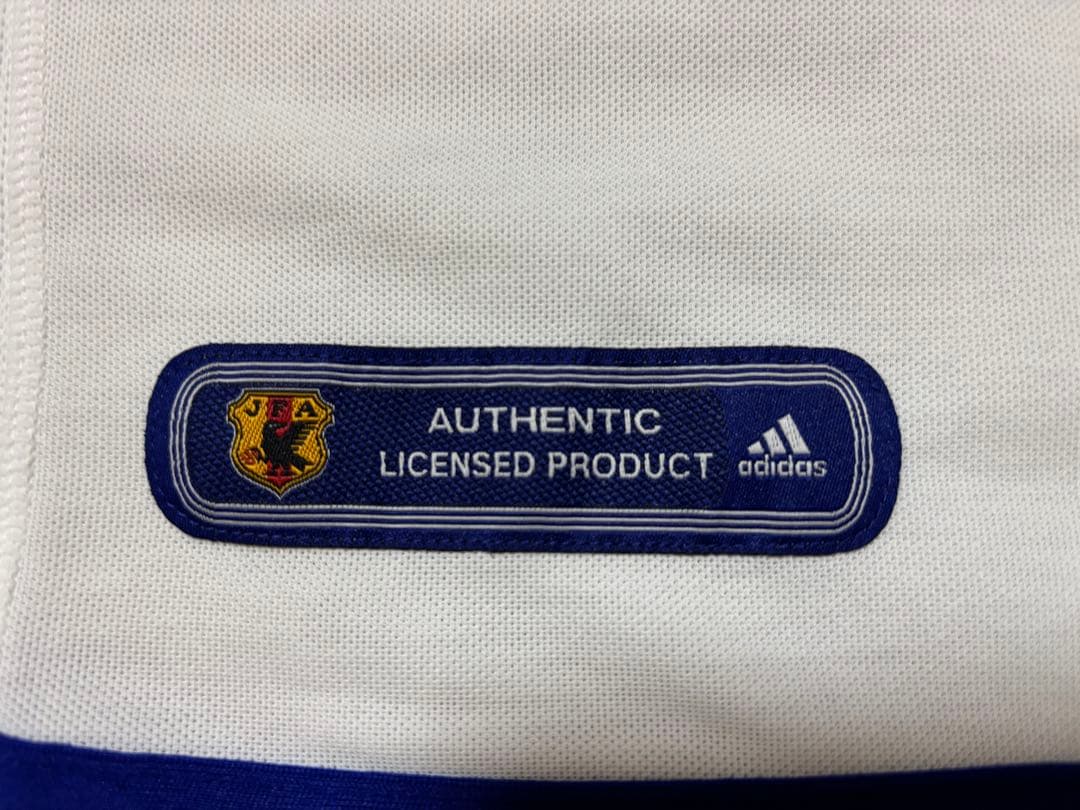 JFA
AUTHENTIC
LICENSED PRODUCT
adidas